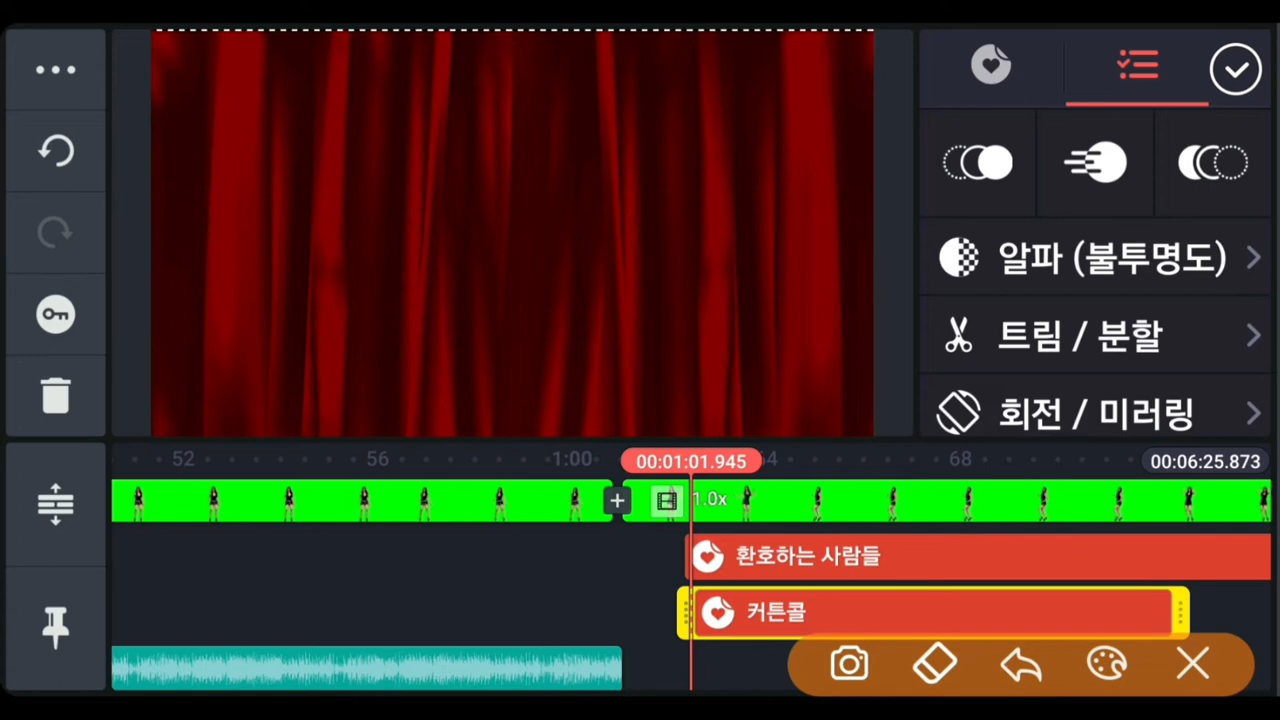 알파 (불투명도)
트림 / 분할
회전 / 미러링
52
56
1:00
00:01:01.945
64
68
00:06:25.873
1.0x
환호하는 사람들
커튼콜